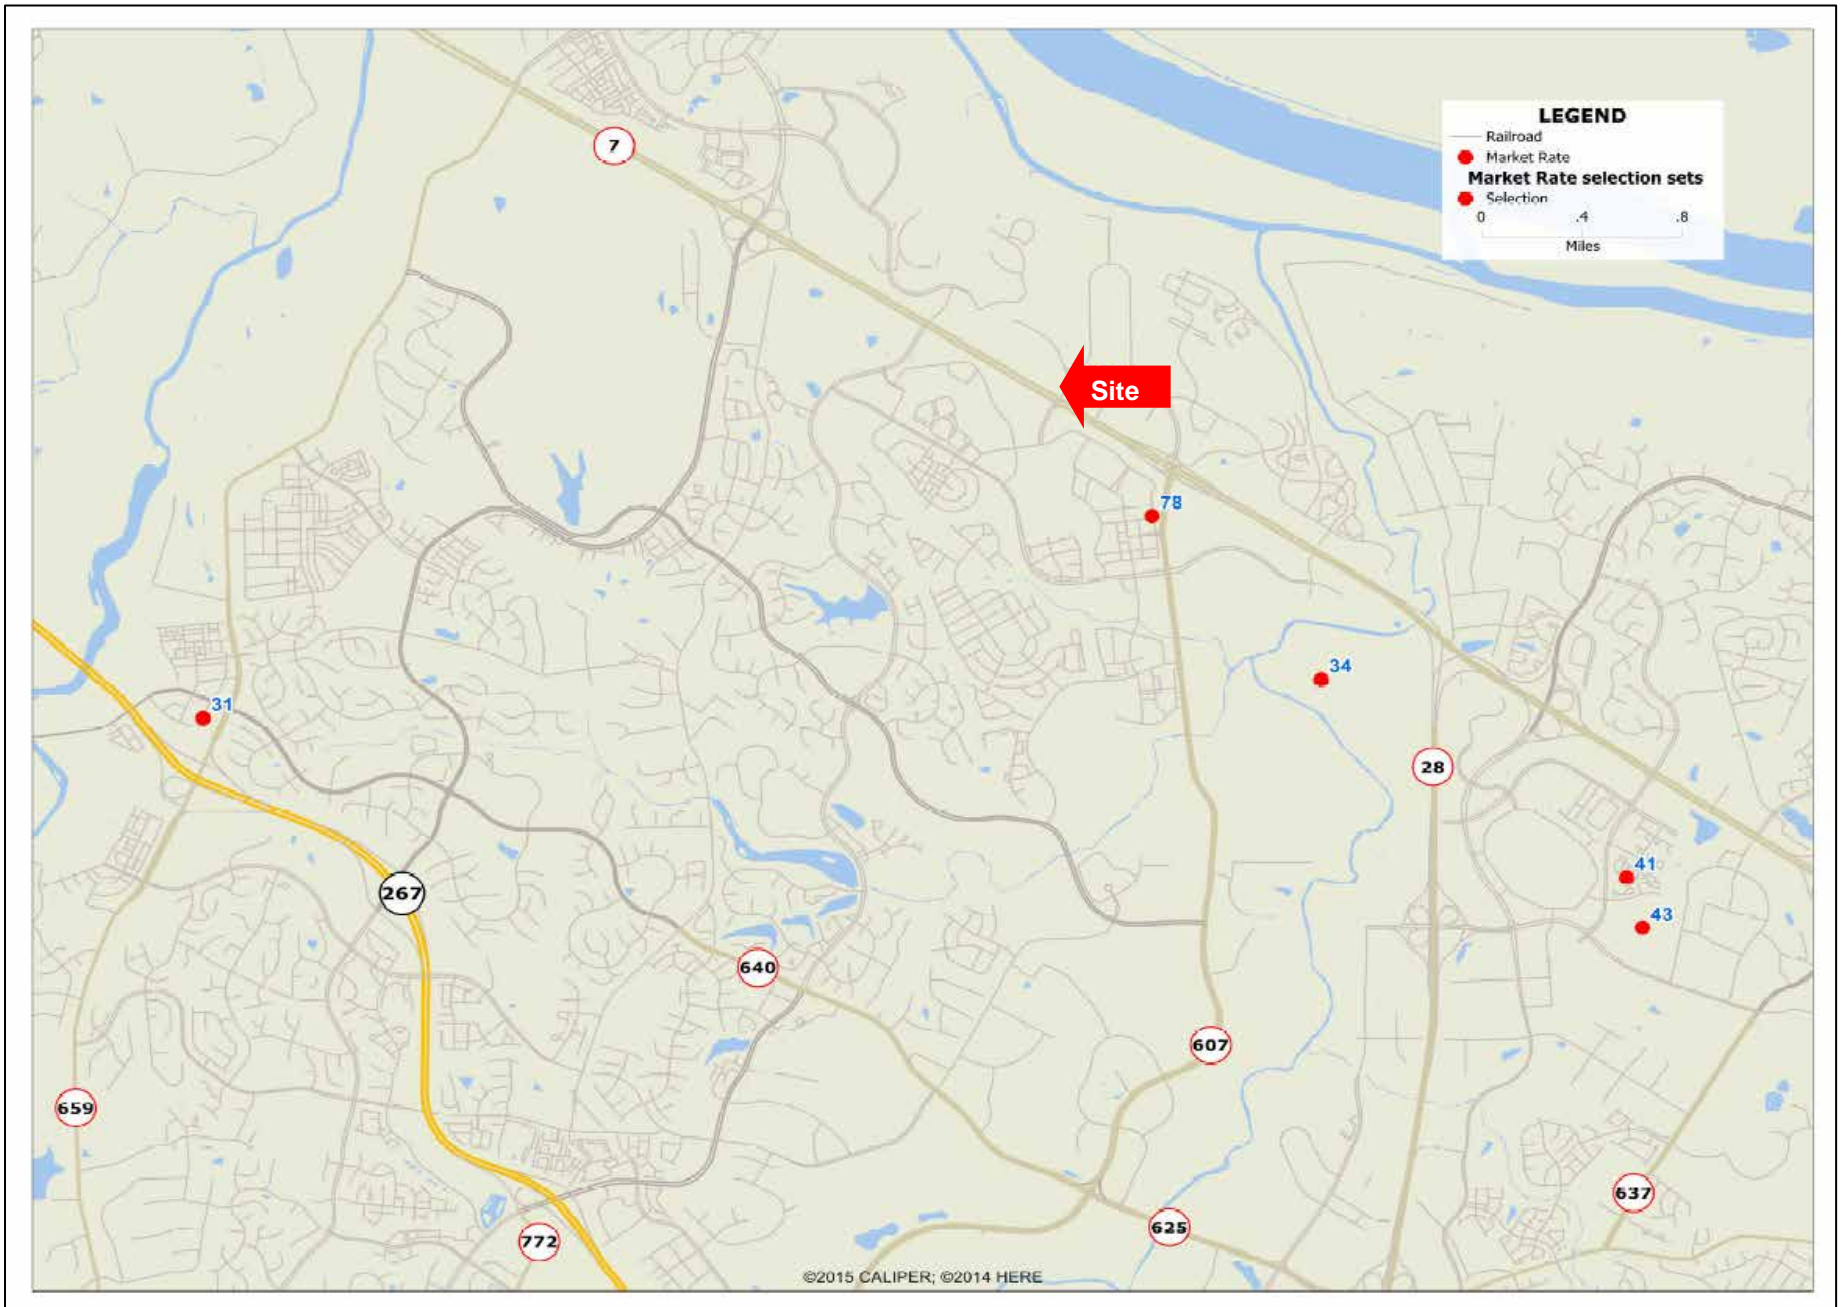 LEGEND
Railroad
Market Rate
Market Rate selection sets
Selection
0 .4 .8
Miles
7
Site
78
34
31
28
41
267
43
640
607
659
637
625
772
©2015 CALIPER; ©2014 HERE